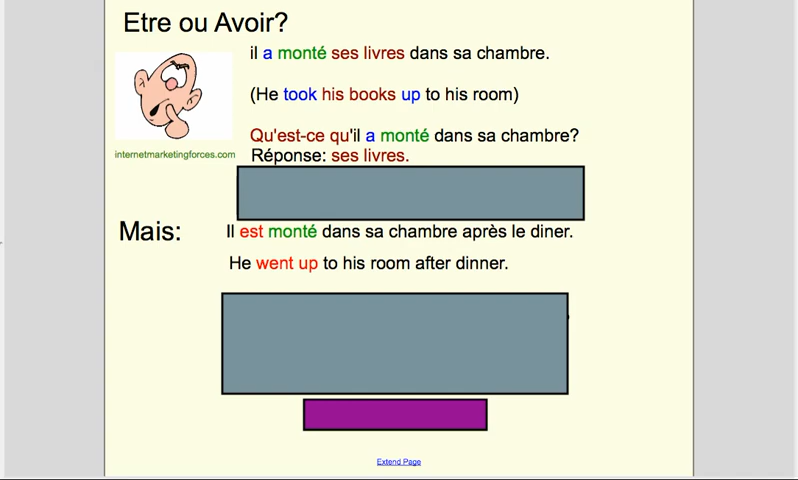 Etre ou Avoir?
il a monté ses livres dans sa chambre.
(He took his books up to his room)
Qu'est-ce qu'il a monté dans sa chambre?
internetmarketingforces.com
Réponse: ses livres.
Mais:
Il est monté dans sa chambre après le diner.
He went up to his room after dinner.
Extend Page